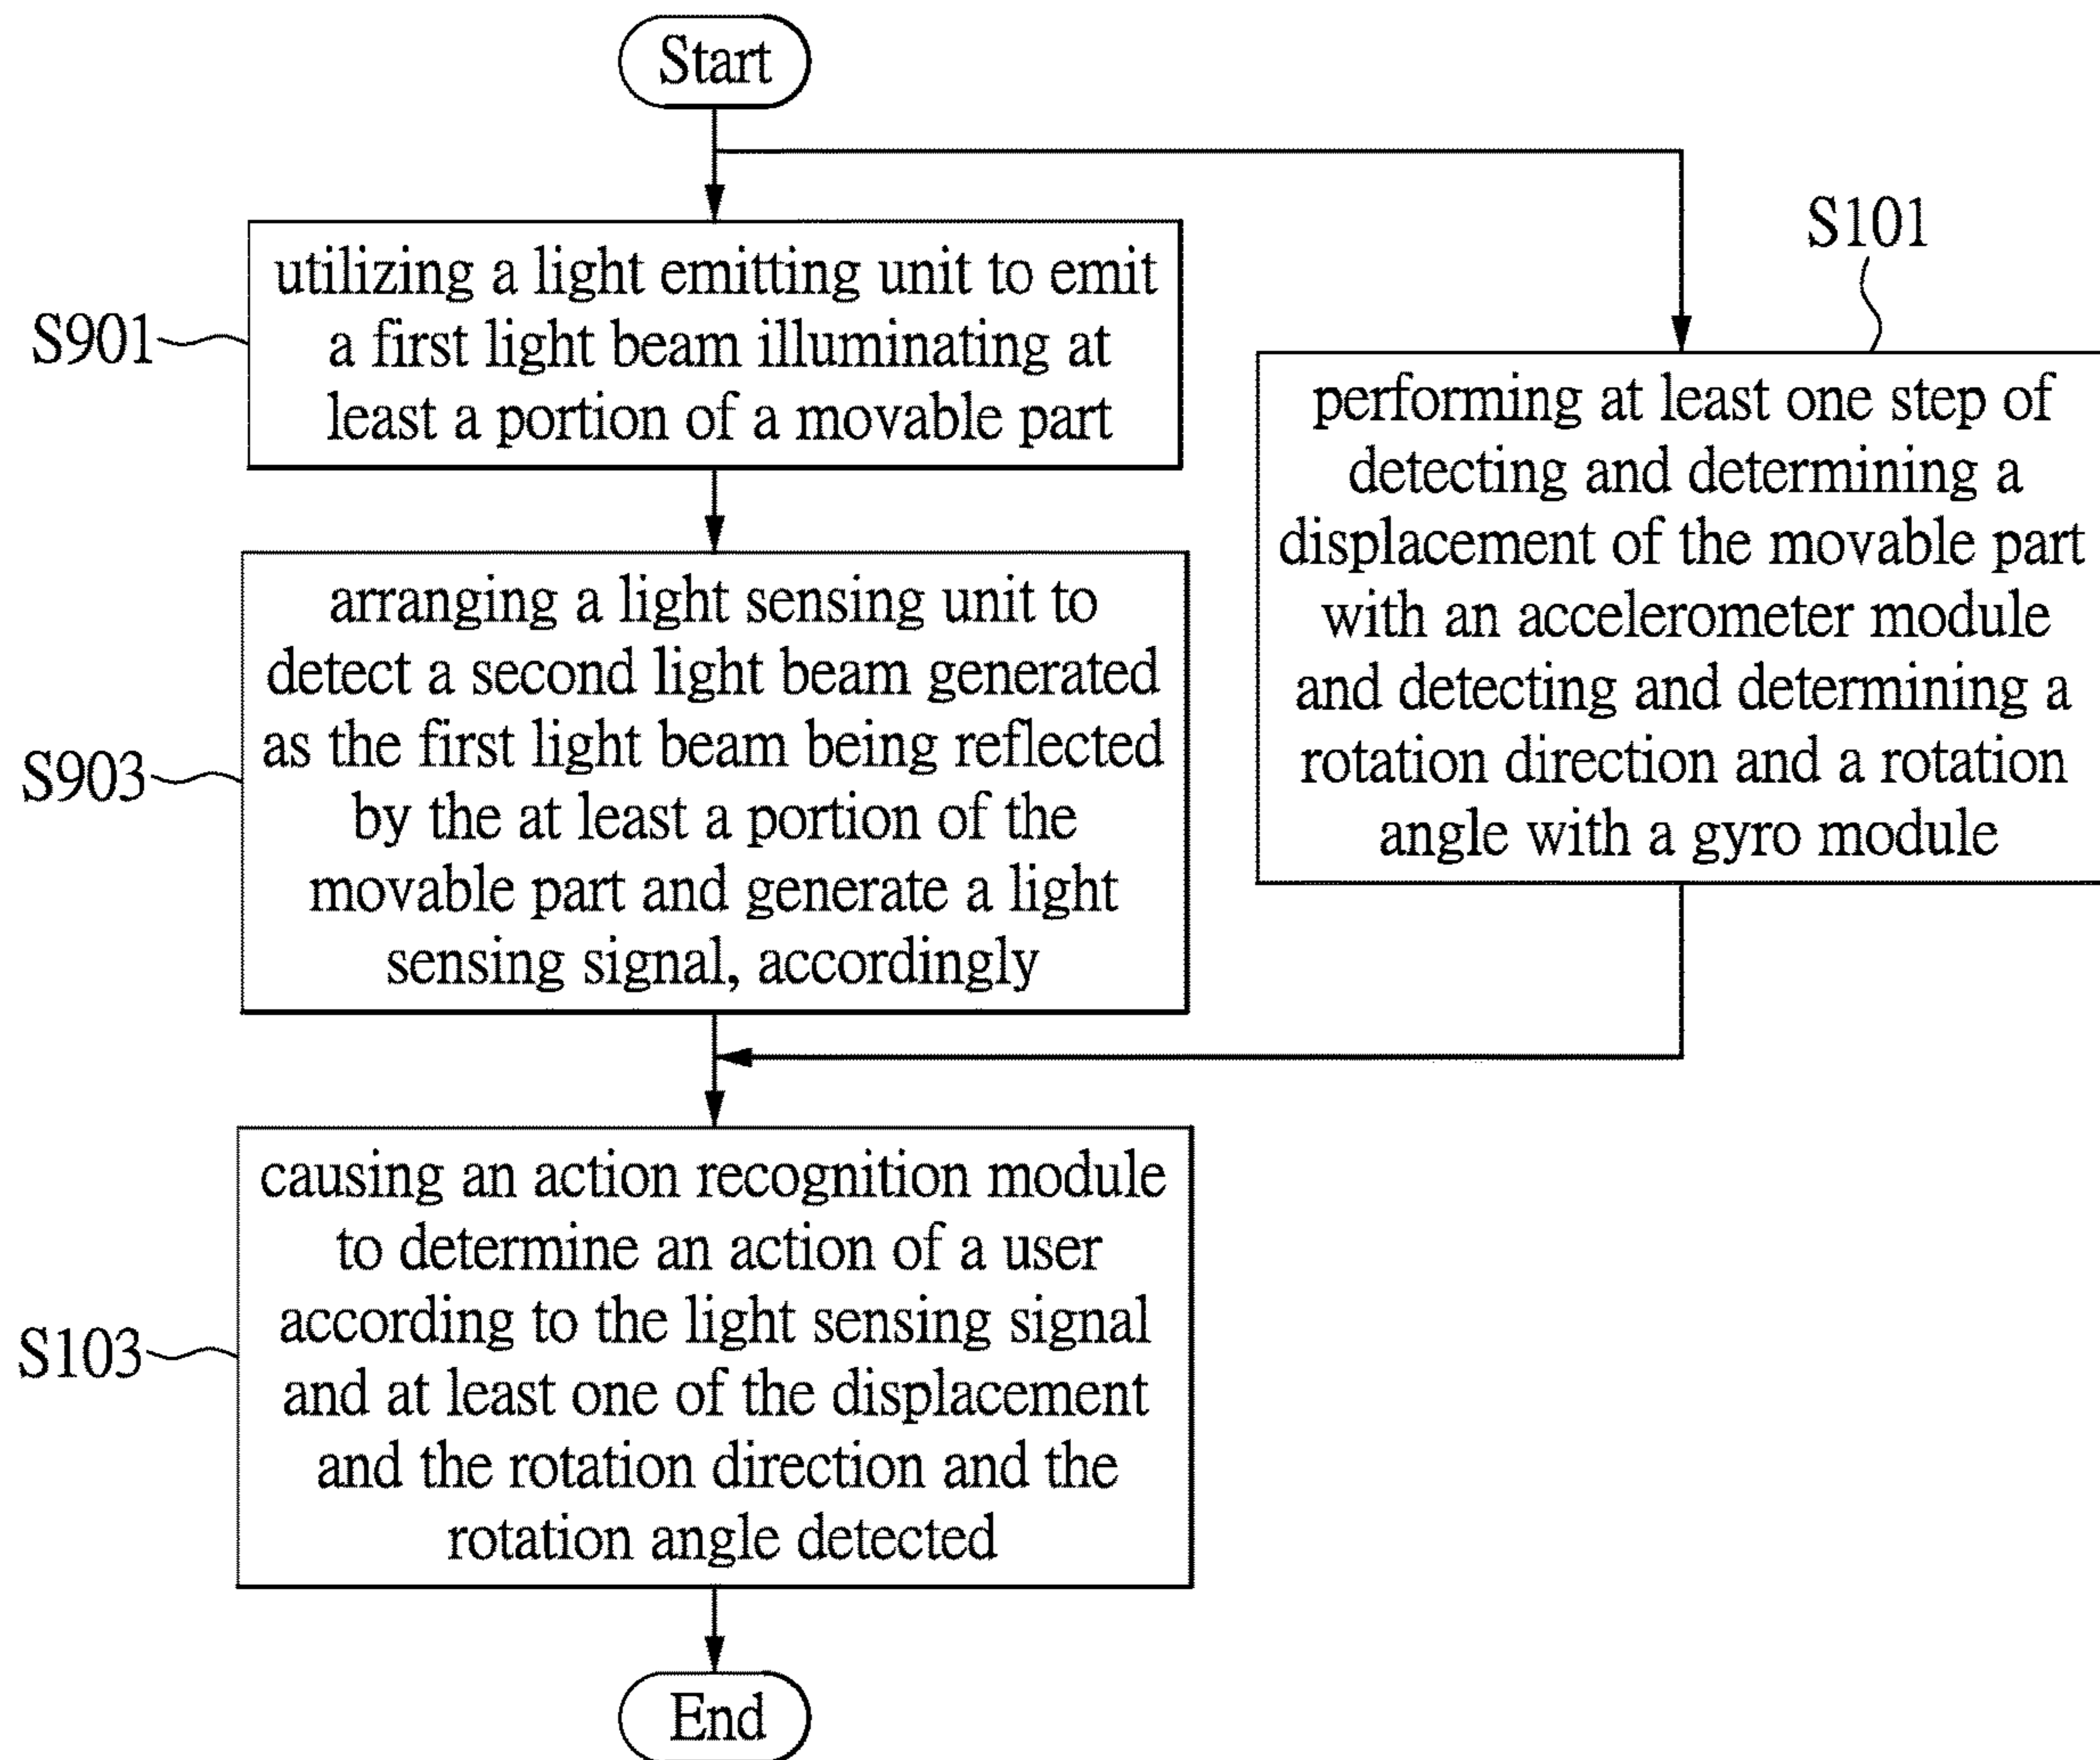 Start
S901
utilizing a light emitting unit to emit
a first light beam illuminating at
least a portion of a movable part
S101
performing at least one step of
detecting and determining a
displacement of the movable part
with an accelerometer module
and detecting and determining a
rotation direction and a rotation
angle with a gyro module
S903
arranging a light sensing unit to
detect a second light beam generated
as the first light beam being reflected
by the at least a portion of the
movable part and generate a light
sensing signal, accordingly
S103
causing an action recognition module
to determine an action of a user
according to the light sensing signal
and at least one of the displacement
and the rotation direction and the
rotation angle detected
End